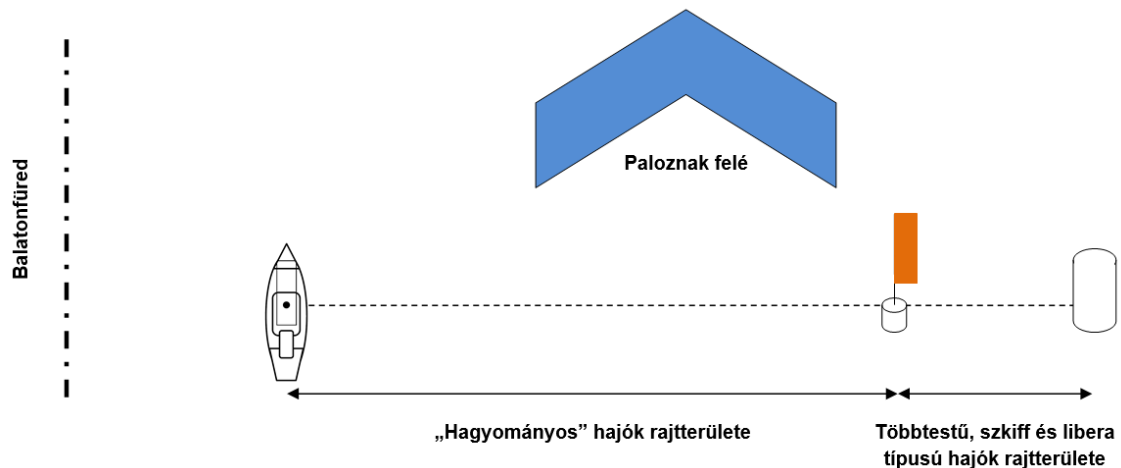 Balatonfüred
Paloznak felé
„Hagyományos” hajók rajtterülete
Többtestű, szkiff és libera
típusú hajók rajtterülete